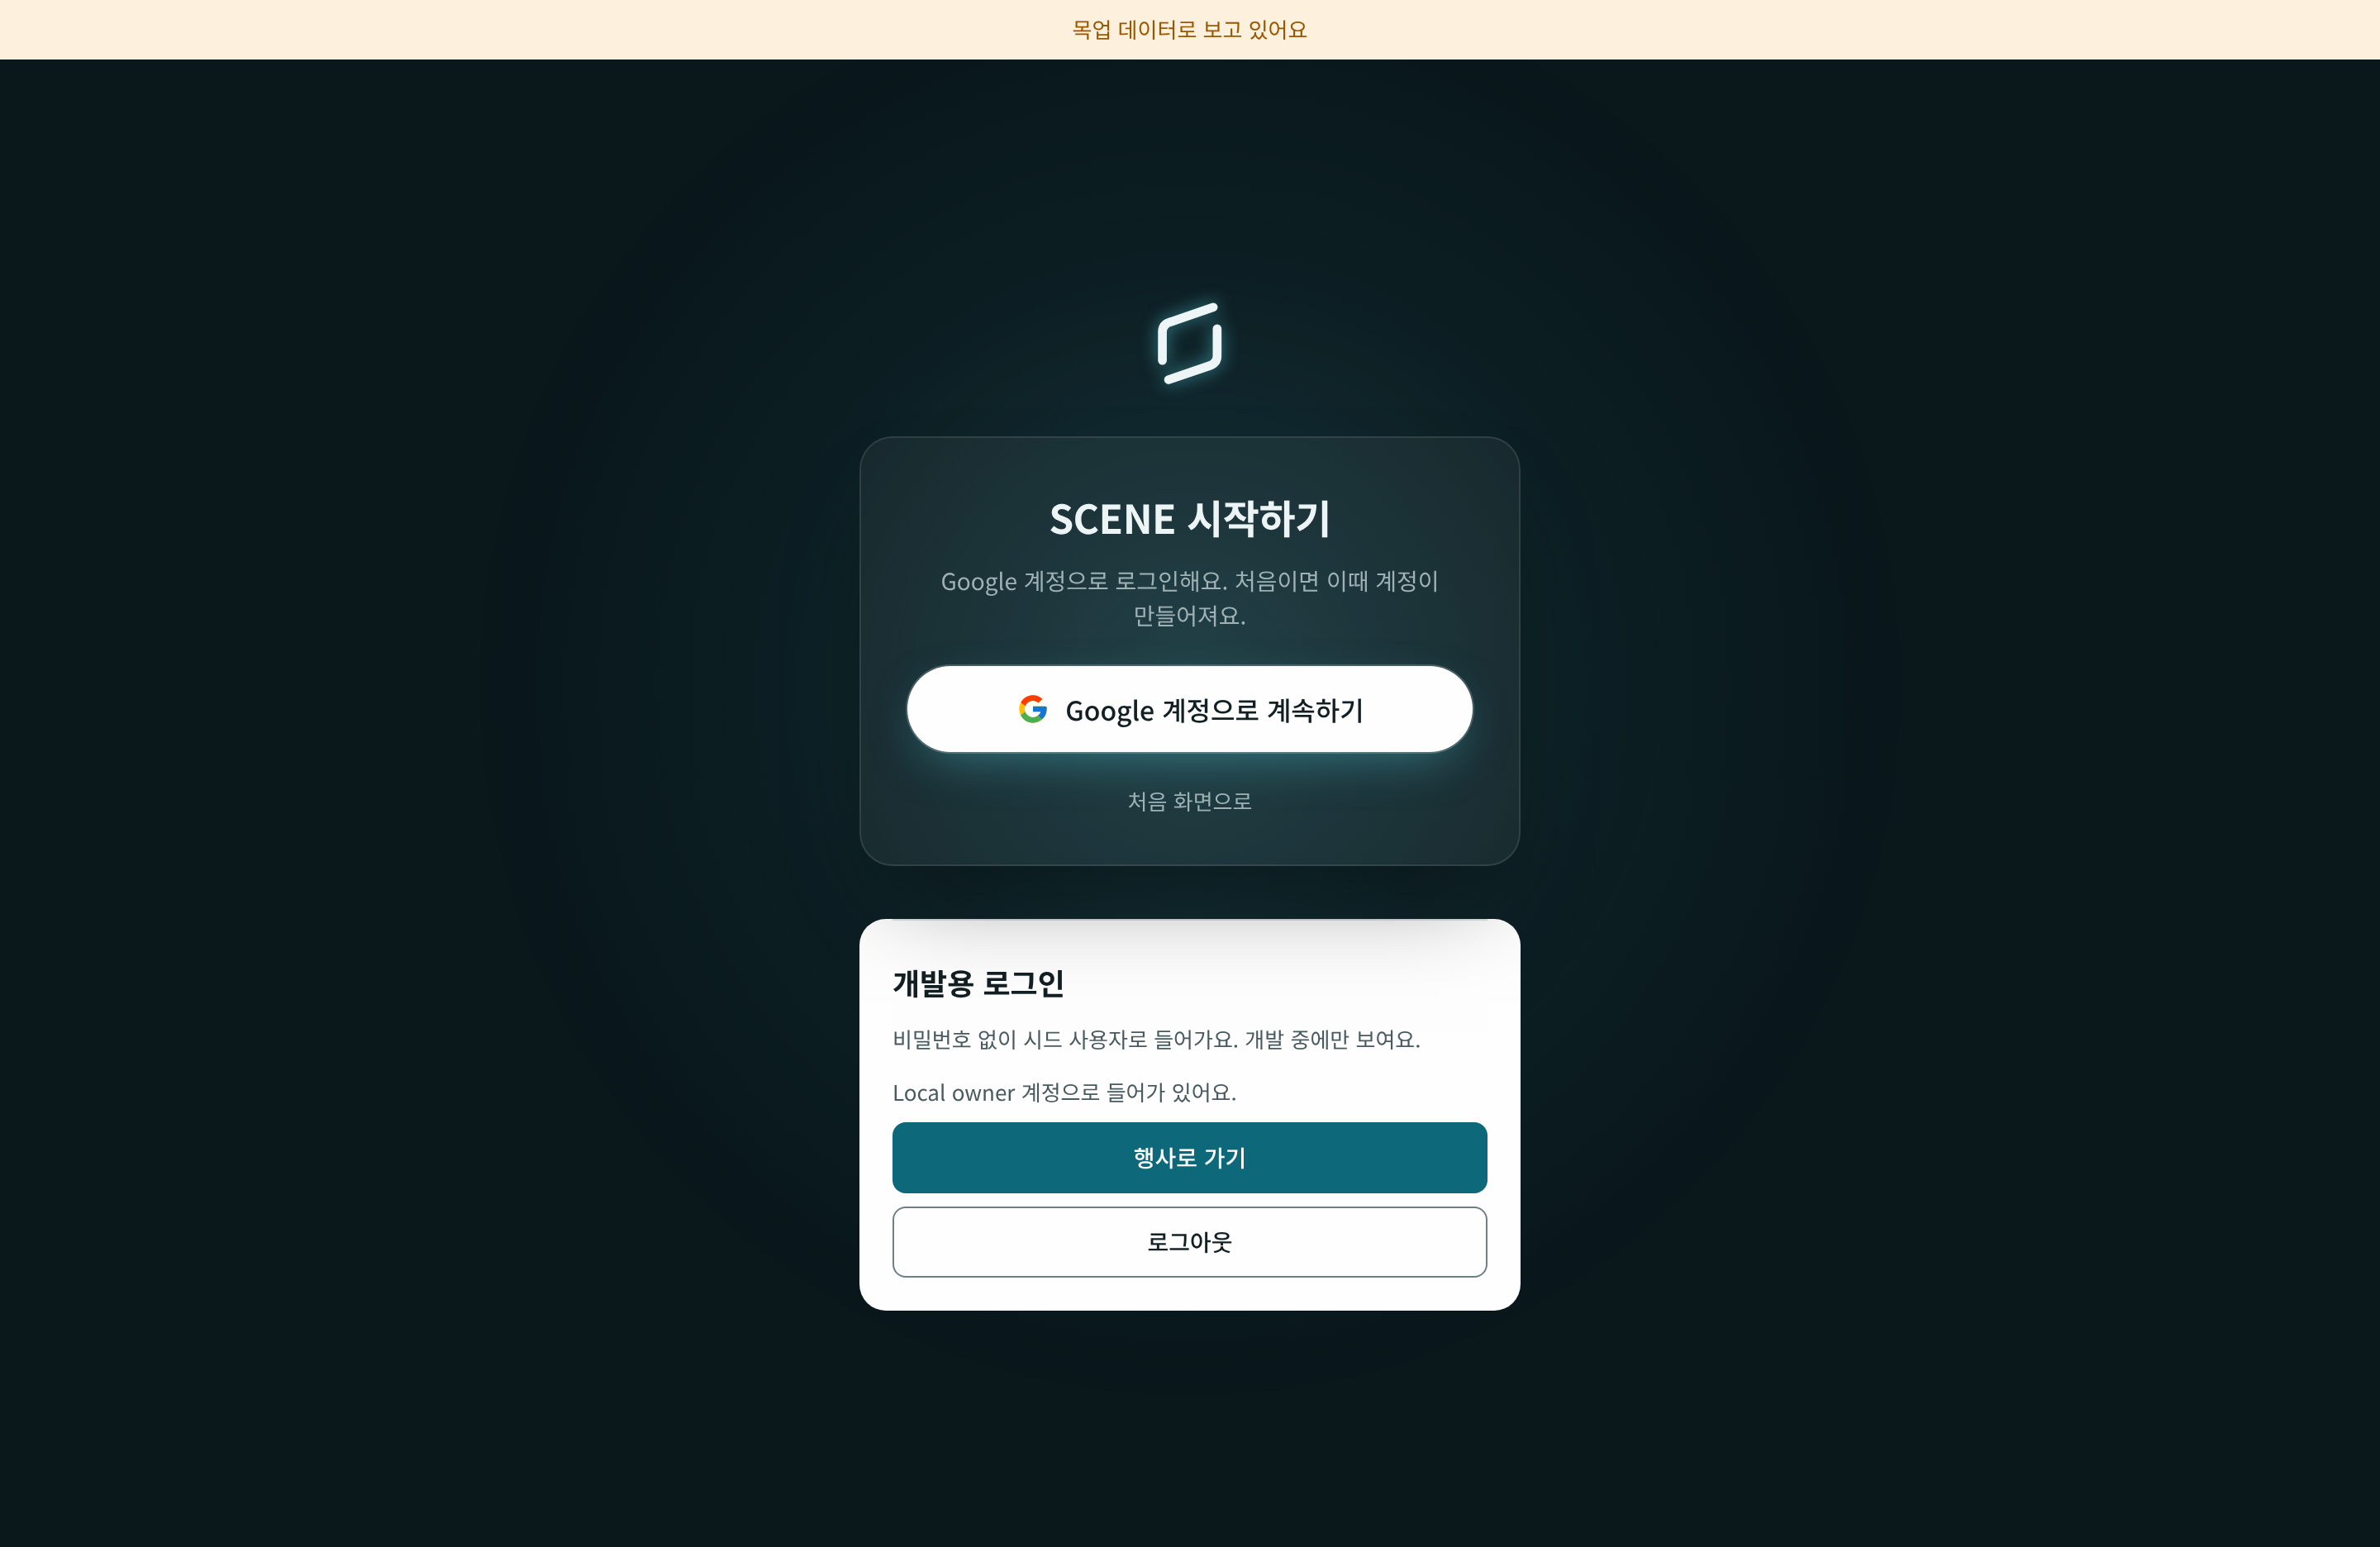 목업 데이터로 보고 있어요
SCENE 시작하기
Google 계정으로 로그인해요. 처음이면 이때 계정이
만들어져요.
Google 계정으로 계속하기
처음 화면으로
개발용 로그인
비밀번호 없이 시드 사용자로 들어가요. 개발 중에만 보여요.
Local owner 계정으로 들어가 있어요.
행사로 가기
로그아웃